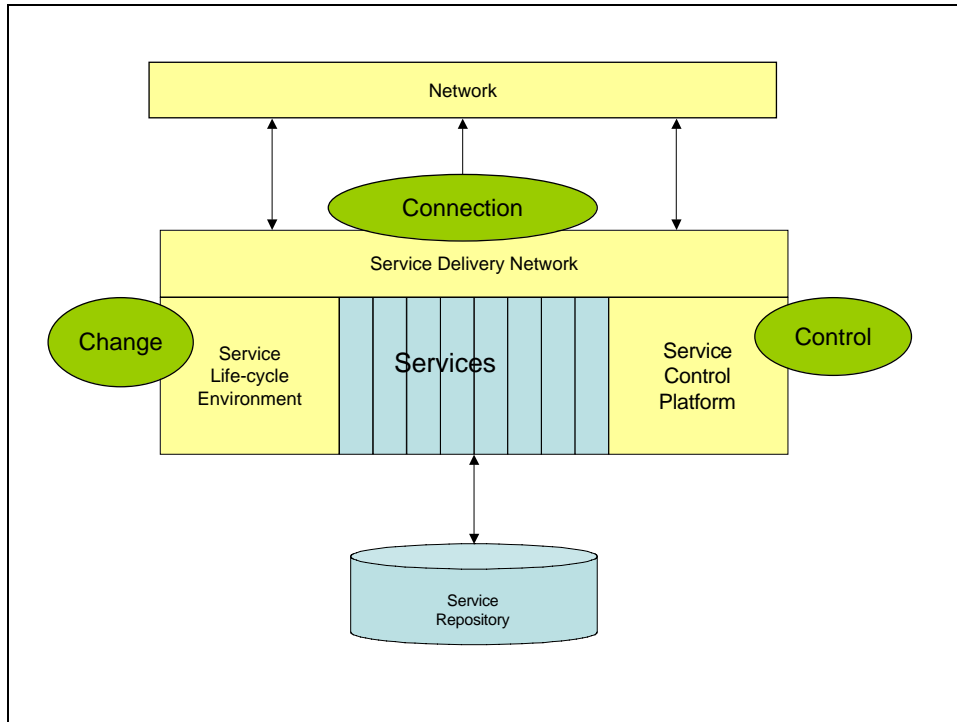 Network
Connection
Service Delivery Network
Change
Service
Life-cycle
Environment
Services
Service
Control
Platform
Control
Service
Repository